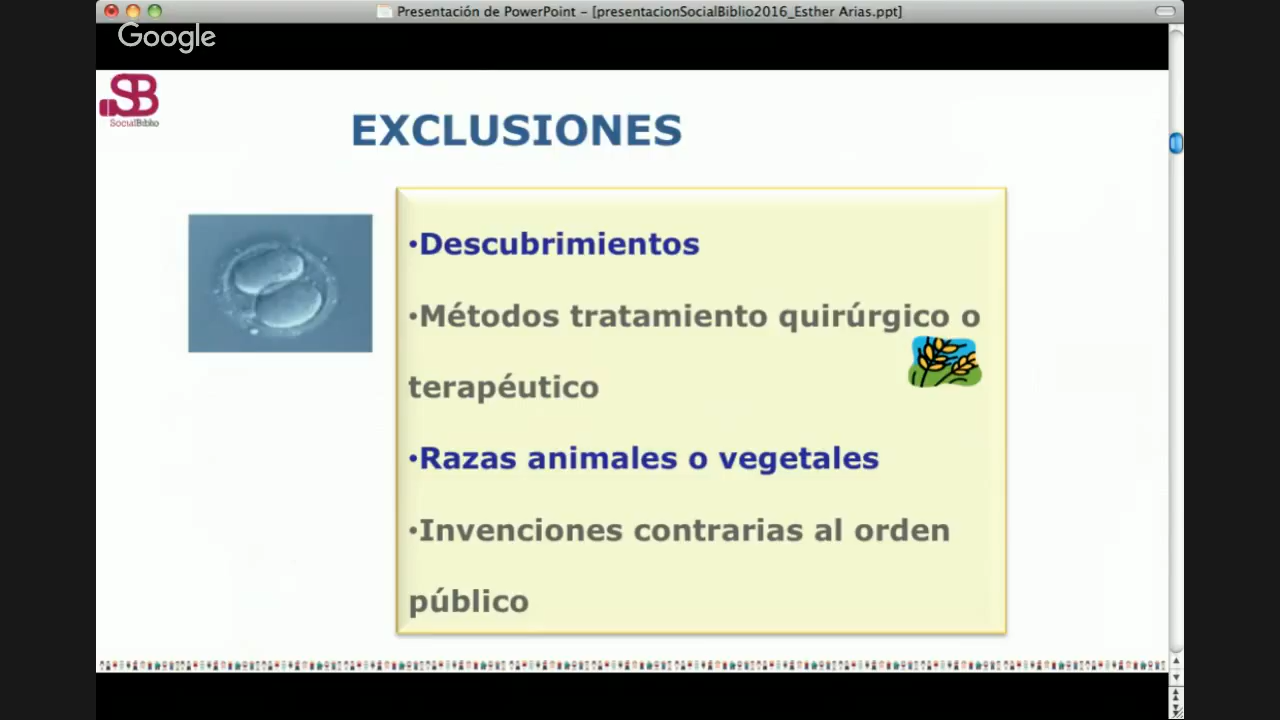 Presentación de PowerPoint – [presentacionSocialBiblio2016_Esther Arias.ppt]
Google
SB
SocialBiblio
EXCLUSIONES
•Descubrimientos
•Métodos tratamiento quirúrgico o
terapéutico
•Razas animales o vegetales
•Invenciones contrarias al orden
público